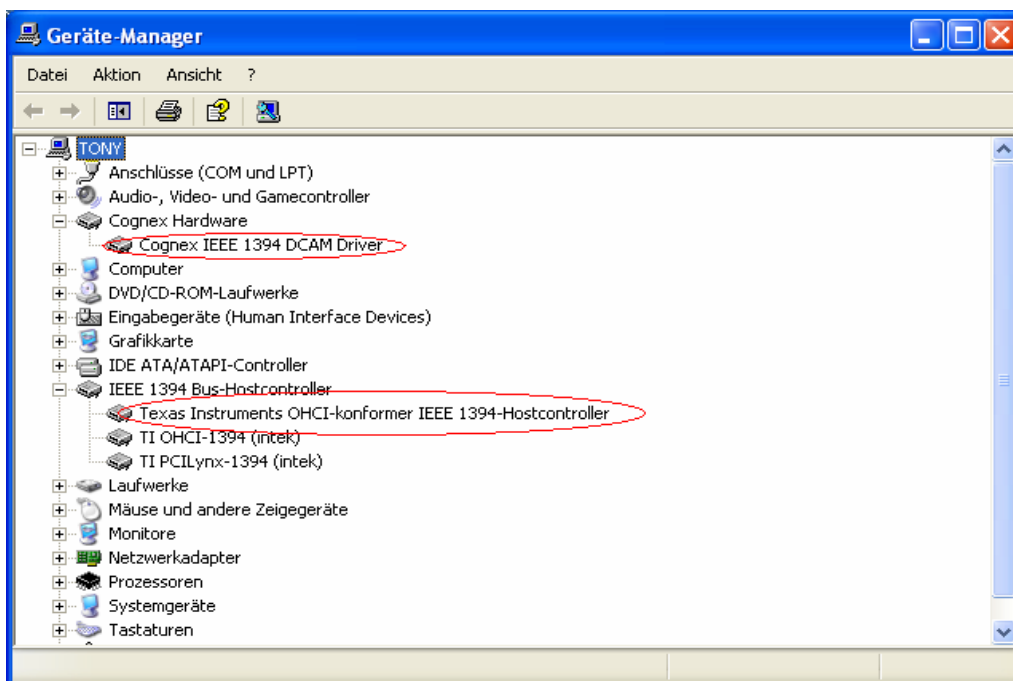 Geräte-Manager
Datei Aktion Ansicht ?
TONY
Anschlüsse (COM und LPT)
Audio-, Video- und Gamecontroller
Cognex Hardware
Cognex IEEE 1394 DCAM Driver
Computer
DVD/CD-ROM-Laufwerke
Eingabegeräte (Human Interface Devices)
Grafikkarte
IDE ATA/ATAPI-Controller
IEEE 1394 Bus-Hostcontroller
Texas Instruments OHCI-konformer IEEE 1394-Hostcontroller
TI OHCI-1394 (intek)
TI PCILynx-1394 (intek)
Laufwerke
Mäuse und andere Zeigegeräte
Monitore
Netzwerkadapter
Prozessoren
Systemgeräte
Tastaturen